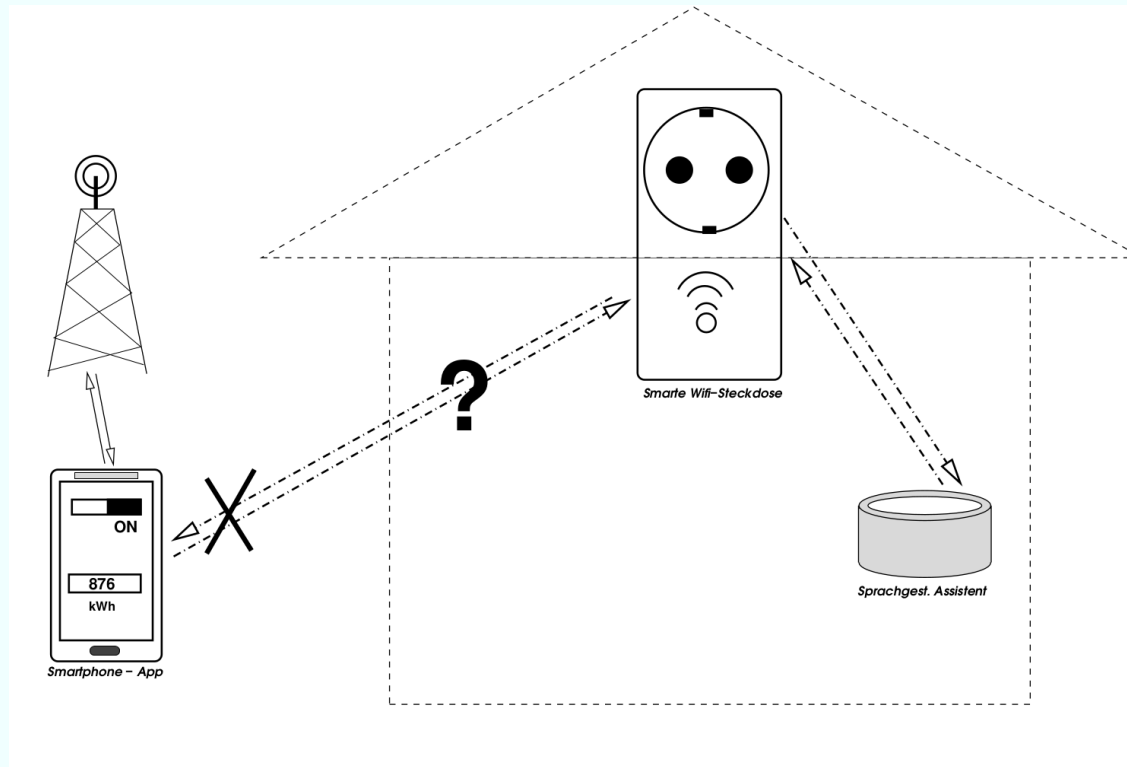 Smarte Wifi-Steckdose
?
ON
876
kWh
Smartphone - App
Sprachgest. Assistent